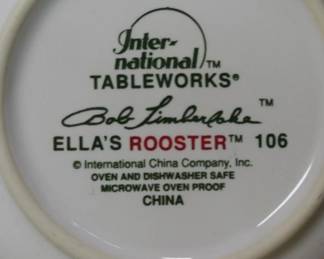 Inter-
national™
TABLEWORKS®
Bob Timberlake™
ELLA'S ROOSTER™ 106
© International China Company, Inc.
OVEN AND DISHWASHER SAFE
MICROWAVE OVEN PROOF
CHINA